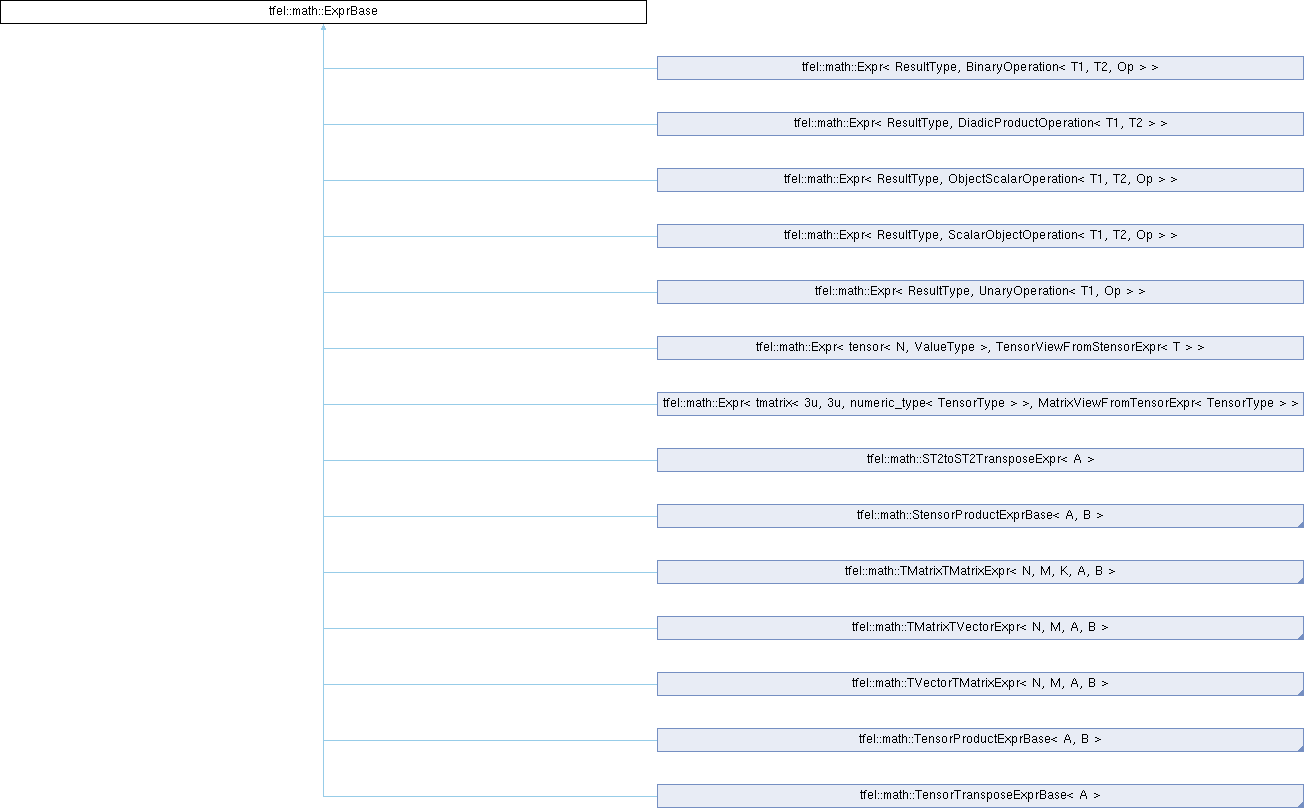 tfel::math::ExprBase
tfel::math::Expr< ResultType, BinaryOperation< T1, T2, Op > >
tfel::math::Expr< ResultType, DiadicProductOperation< T1, T2 > >
tfel::math::Expr< ResultType, ObjectScalarOperation< T1, T2, Op > >
tfel::math::Expr< ResultType, ScalarObjectOperation< T1, T2, Op > >
tfel::math::Expr< ResultType, UnaryOperation< T1, Op > >
tfel::math::Expr< tensor< N, ValueType >, TensorViewFromStensorExpr< T > >
tfel::math::Expr< tmatrix< 3u, 3u, numeric_type< TensorType > >, MatrixViewFromTensorExpr< TensorType > >
tfel::math::ST2toST2TransposeExpr< A >
tfel::math::StensorProductExprBase< A, B >
tfel::math::TMatrixTMatrixExpr< N, M, K, A, B >
tfel::math::TMatrixTVectorExpr< N, M, A, B >
tfel::math::TVectorTMatrixExpr< N, M, A, B >
tfel::math::TensorProductExprBase< A, B >
tfel::math::TensorTransposeExprBase< A >